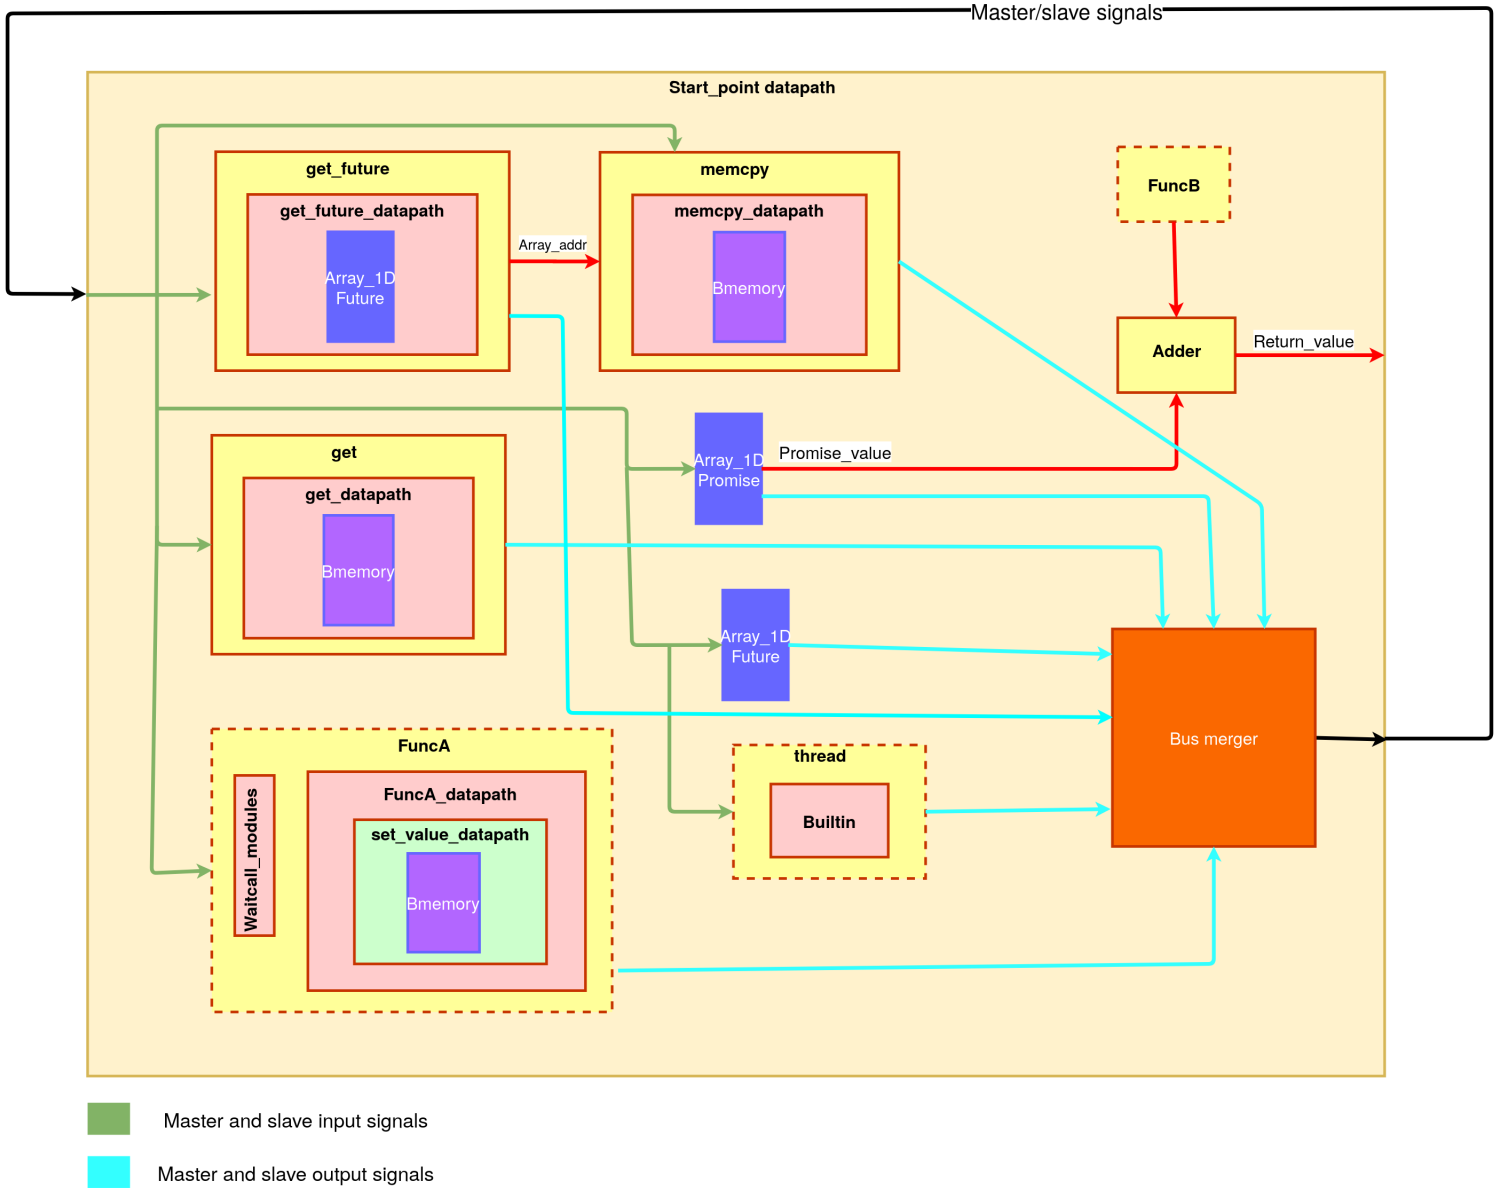 Master/slave signals
Start_point datapath
get_future
get_future_datapath
Array_1D
Future
Array_addr
memcpy
memcpy_datapath
Bmemory
FuncB
Adder
Return_value
get
get_datapath
Bmemory
Array_1D
Promise
Promise_value
Array_1D
Future
Bus merger
FuncA
Waitcall_modules
FuncA_datapath
set_value_datapath
Bmemory
thread
Builtin
Master and slave input signals
Master and slave output signals